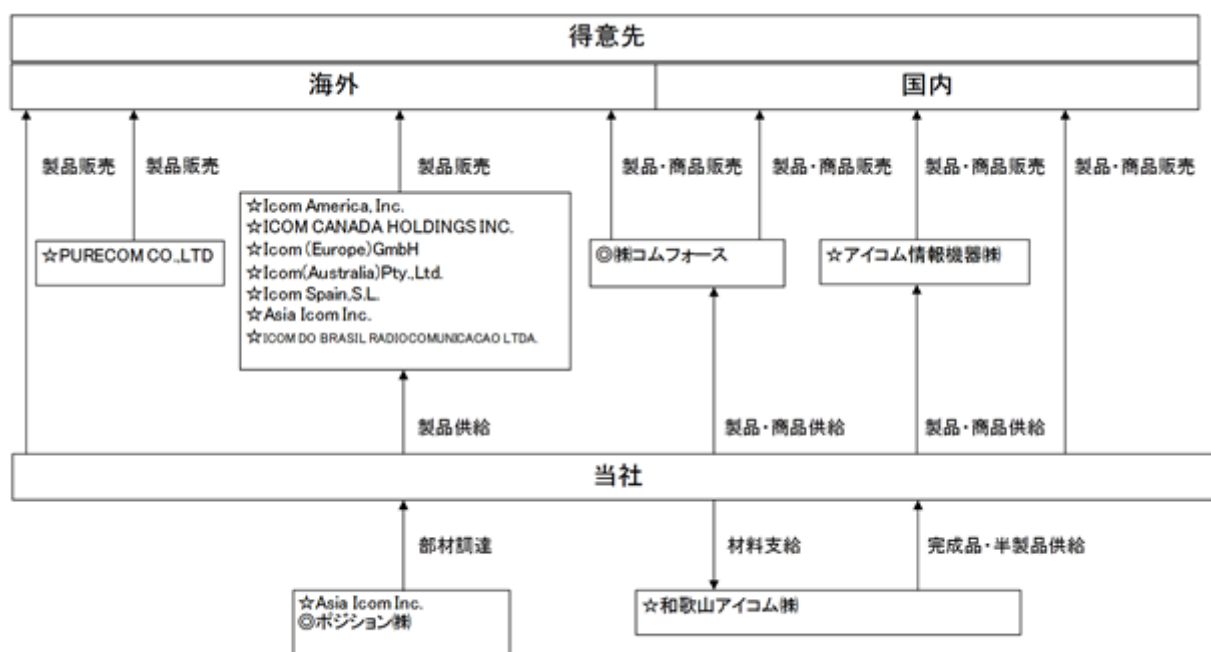 得意先
海外
国内
製品販売
製品販売
製品販売
製品・商品販売
製品・商品販売
製品・商品販売
製品・商品販売
☆PURECOM CO.,LTD
☆Icom America, Inc.
☆ICOM CANADA HOLDINGS INC.
☆Icom (Europe)GmbH
☆Icom(Australia)Pty.,Ltd.
☆Icom Spain,S.L.
☆Asia Icom Inc.
☆ICOM DO BRASIL RADIOCOMUNICACAO LTDA.
◎㈱コムフォース
☆アイコム情報機器㈱
製品供給
製品・商品供給
製品・商品供給
当社
部材調達
材料支給
完成品・半製品供給
☆Asia Icom Inc.
◎ポジション㈱
☆和歌山アイコム㈱